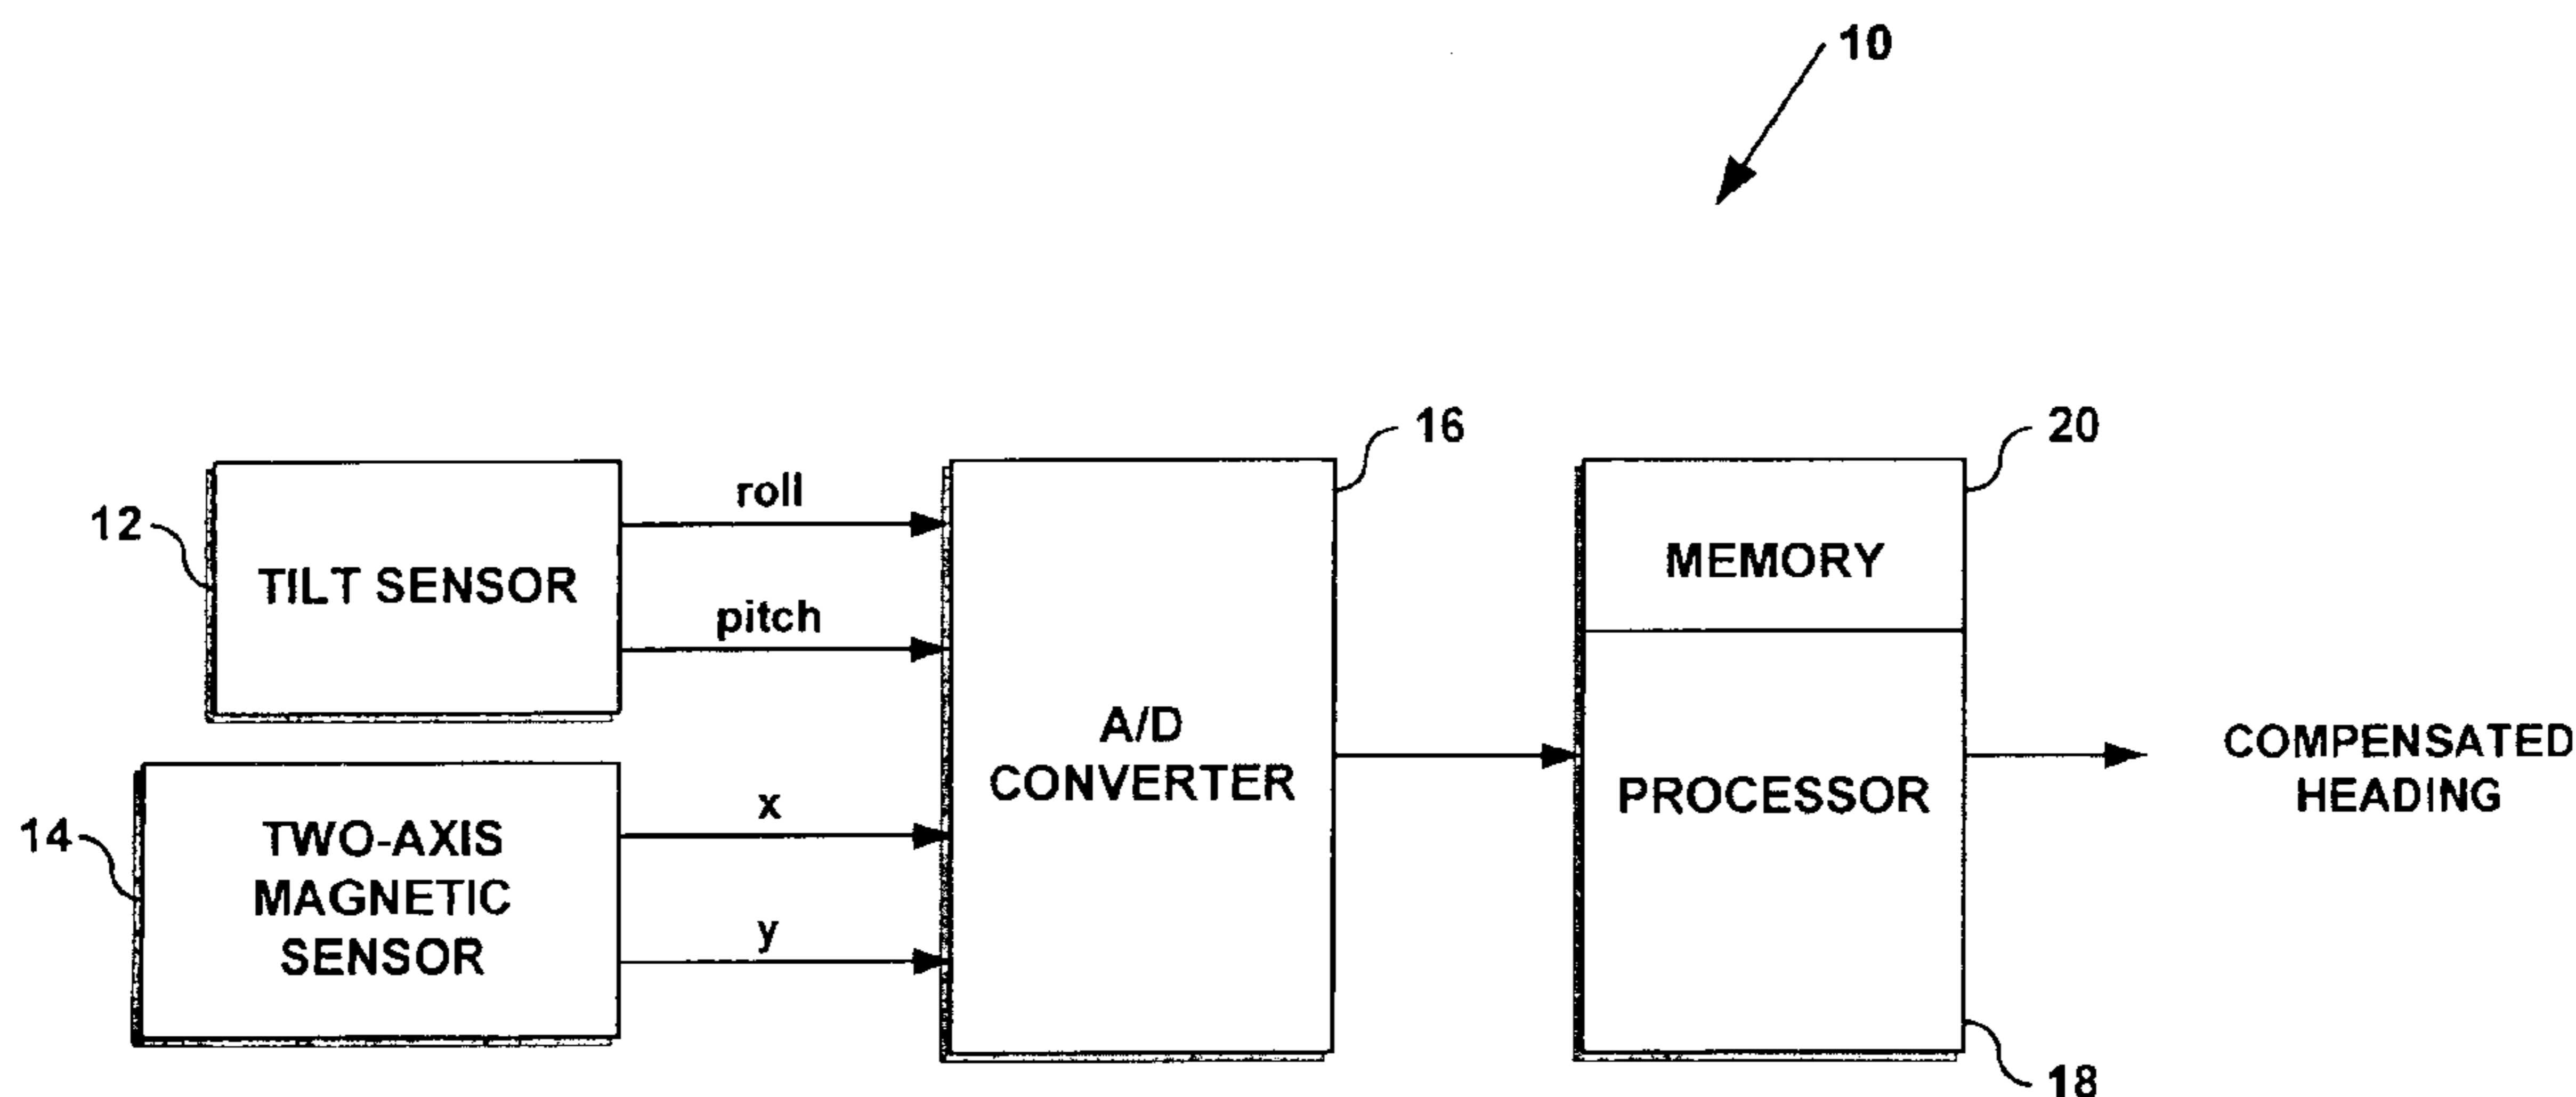 10
16
20
roll
12
TILT SENSOR
MEMORY
pitch
A/D
CONVERTER
PROCESSOR
COMPENSATED
HEADING
x
14
TWO-AXIS
MAGNETIC
SENSOR
y
18